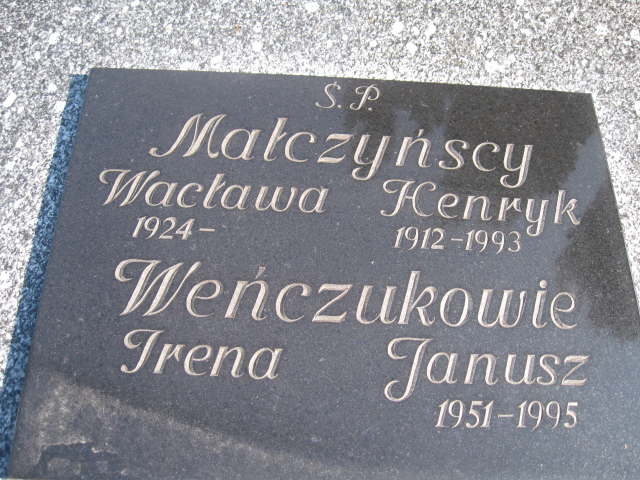 Ś.P.
Małczyńscy
Wacława Henryk
1924- 1912-1993
Weńczukowie
Irena Janusz
1951-1995